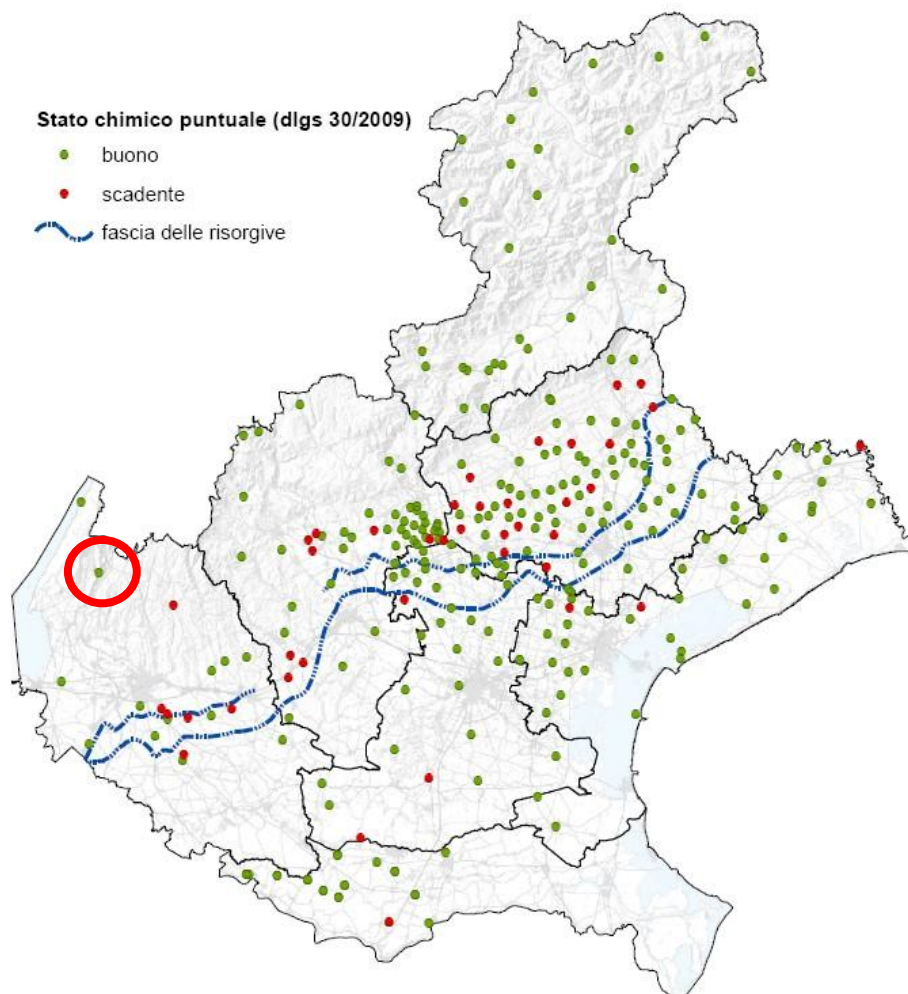 Stato chimico puntuale (dlgs 30/2009)
buono
scadente
fascia delle risorgive